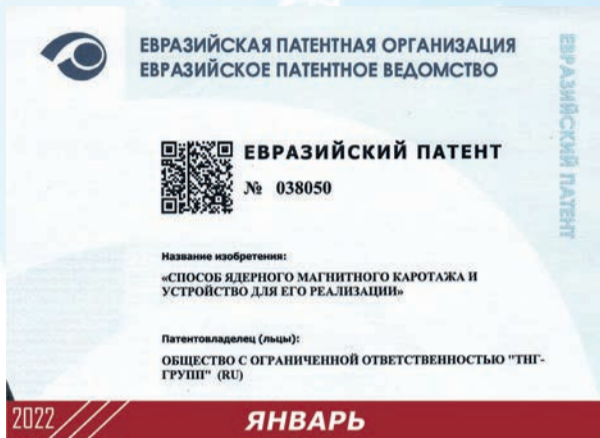 ЕВРАЗИЙСКАЯ ПАТЕНТНАЯ ОРГАНИЗАЦИЯ
ЕВРАЗИЙСКОЕ ПАТЕНТНОЕ ВЕДОМСТВО
ЕВРАЗИЙСКИЙ ПАТЕНТ
ЕВРАЗИЙСКИЙ ПАТЕНТ
№ 038050
Название изобретения:
«СПОСОБ ЯДЕРНОГО МАГНИТНОГО КАРОТАЖА И
УСТРОЙСТВО ДЛЯ ЕГО РЕАЛИЗАЦИИ»
Патентовладелец (льцы):
ОБЩЕСТВО С ОГРАНИЧЕННОЙ ОТВЕТСТВЕННОСТЬЮ "ТНГ-
ГРУПП" (RU)
2022
ЯНВАРЬ